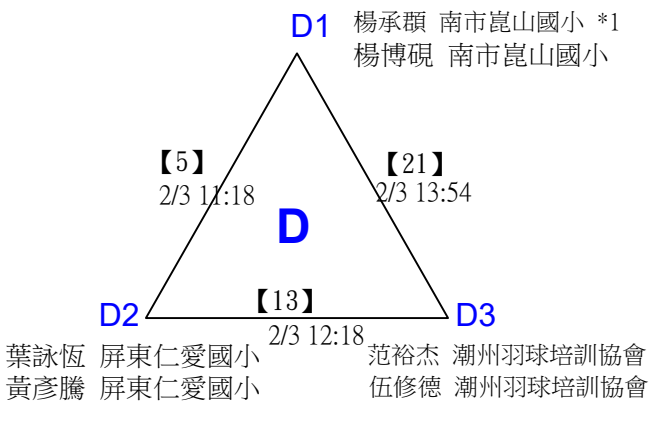 D1
楊承頵 南市崑山國小 *1
楊博硯 南市崑山國小
【5】
2/3 11:18
【21】
2/3 13:54
D
【13】
2/3 12:18
D2
葉詠恆 屏東仁愛國小
黃彥騰 屏東仁愛國小
D3
范裕杰 潮州羽球培訓協會
伍修德 潮州羽球培訓協會